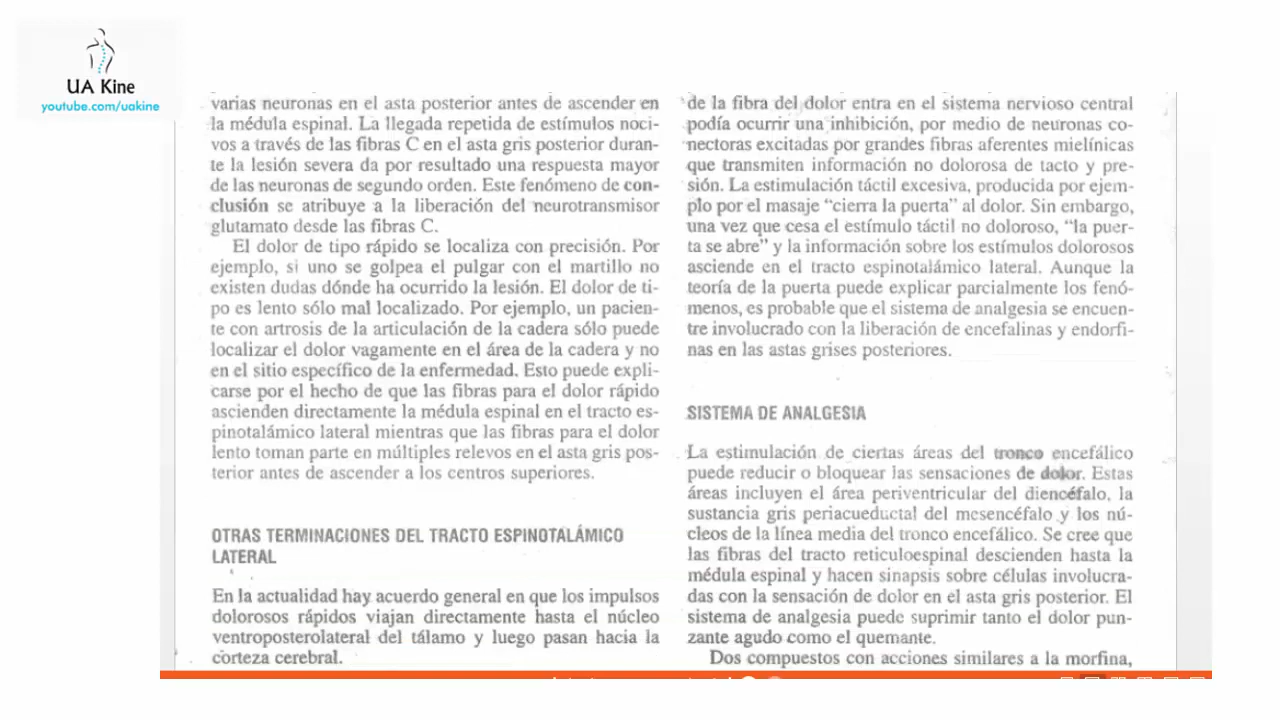 UA Kine
youtube.com/uakine
varias neuronas en el asta posterior antes de ascender en
la médula espinal. La llegada repetida de estímulos noci-
vos a través de las fibras C en el asta gris posterior duran-
te la lesión severa da por resultado una respuesta mayor
de las neuronas de segundo orden. Este fenómeno de con-
clusión se atribuye a la liberación del neurotransmisor
glutamato desde las fibras C.
El dolor de tipo rápido se localiza con precisión. Por
ejemplo, si uno se golpea el pulgar con el martillo no
existen dudas dónde ha ocurrido la lesión. El dolor de ti-
po es lento sólo mal localizado. Por ejemplo, un pacien-
te con artrosis de la articulación de la cadera sólo puede
localizar el dolor vagamente en el área de la cadera y no
en el sitio específico de la enfermedad. Esto puede expli-
carse por el hecho de que las fibras para el dolor rápido
ascienden directamente la médula espinal en el tracto es-
pinotalámico lateral mientras que las fibras para el dolor
lento toman parte en múltiples relevos en el asta gris pos-
terior antes de ascender a los centros superiores.
OTRAS TERMINACIONES DEL TRACTO ESPINOTALÁMICO
LATERAL
En la actualidad hay acuerdo general en que los impulsos
dolorosos rápidos viajan directamente hasta el núcleo
ventroposterolateral del tálamo y luego pasan hacia la
corteza cerebral.
de la fibra del dolor entra en el sistema nervioso central
podía ocurrir una inhibición, por medio de neuronas co-
nectoras excitadas por grandes fibras aferentes mielínicas
que transmiten información no dolorosa de tacto y pre-
sión. La estimulación táctil excesiva, producida por ejem-
plo por el masaje “cierra la puerta” al dolor. Sin embargo,
una vez que cesa el estímulo táctil no doloroso, “la puer-
ta se abre” y la información sobre los estímulos dolorosos
asciende en el tracto espinotalámico lateral. Aunque la
teoría de la puerta puede explicar parcialmente los fenó-
menos, es probable que el sistema de analgesia se encuen-
tre involucrado con la liberación de encefalinas y endorfi-
nas en las astas grises posteriores.
SISTEMA DE ANALGESIA
La estimulación de ciertas áreas del tronco encefálico
puede reducir o bloquear las sensaciones de dolor. Estas
áreas incluyen el área periventricular del diencéfalo, la
sustancia gris periacueductal del mesencéfalo y los nú-
cleos de la línea media del tronco encefálico. Se cree que
las fibras del tracto reticuloespinal descienden hasta la
médula espinal y hacen sinapsis sobre células involucra-
das con la sensación de dolor en el asta gris posterior. El
sistema de analgesia puede suprimir tanto el dolor pun-
zante agudo como el quemante.
Dos compuestos con acciones similares a la morfina,